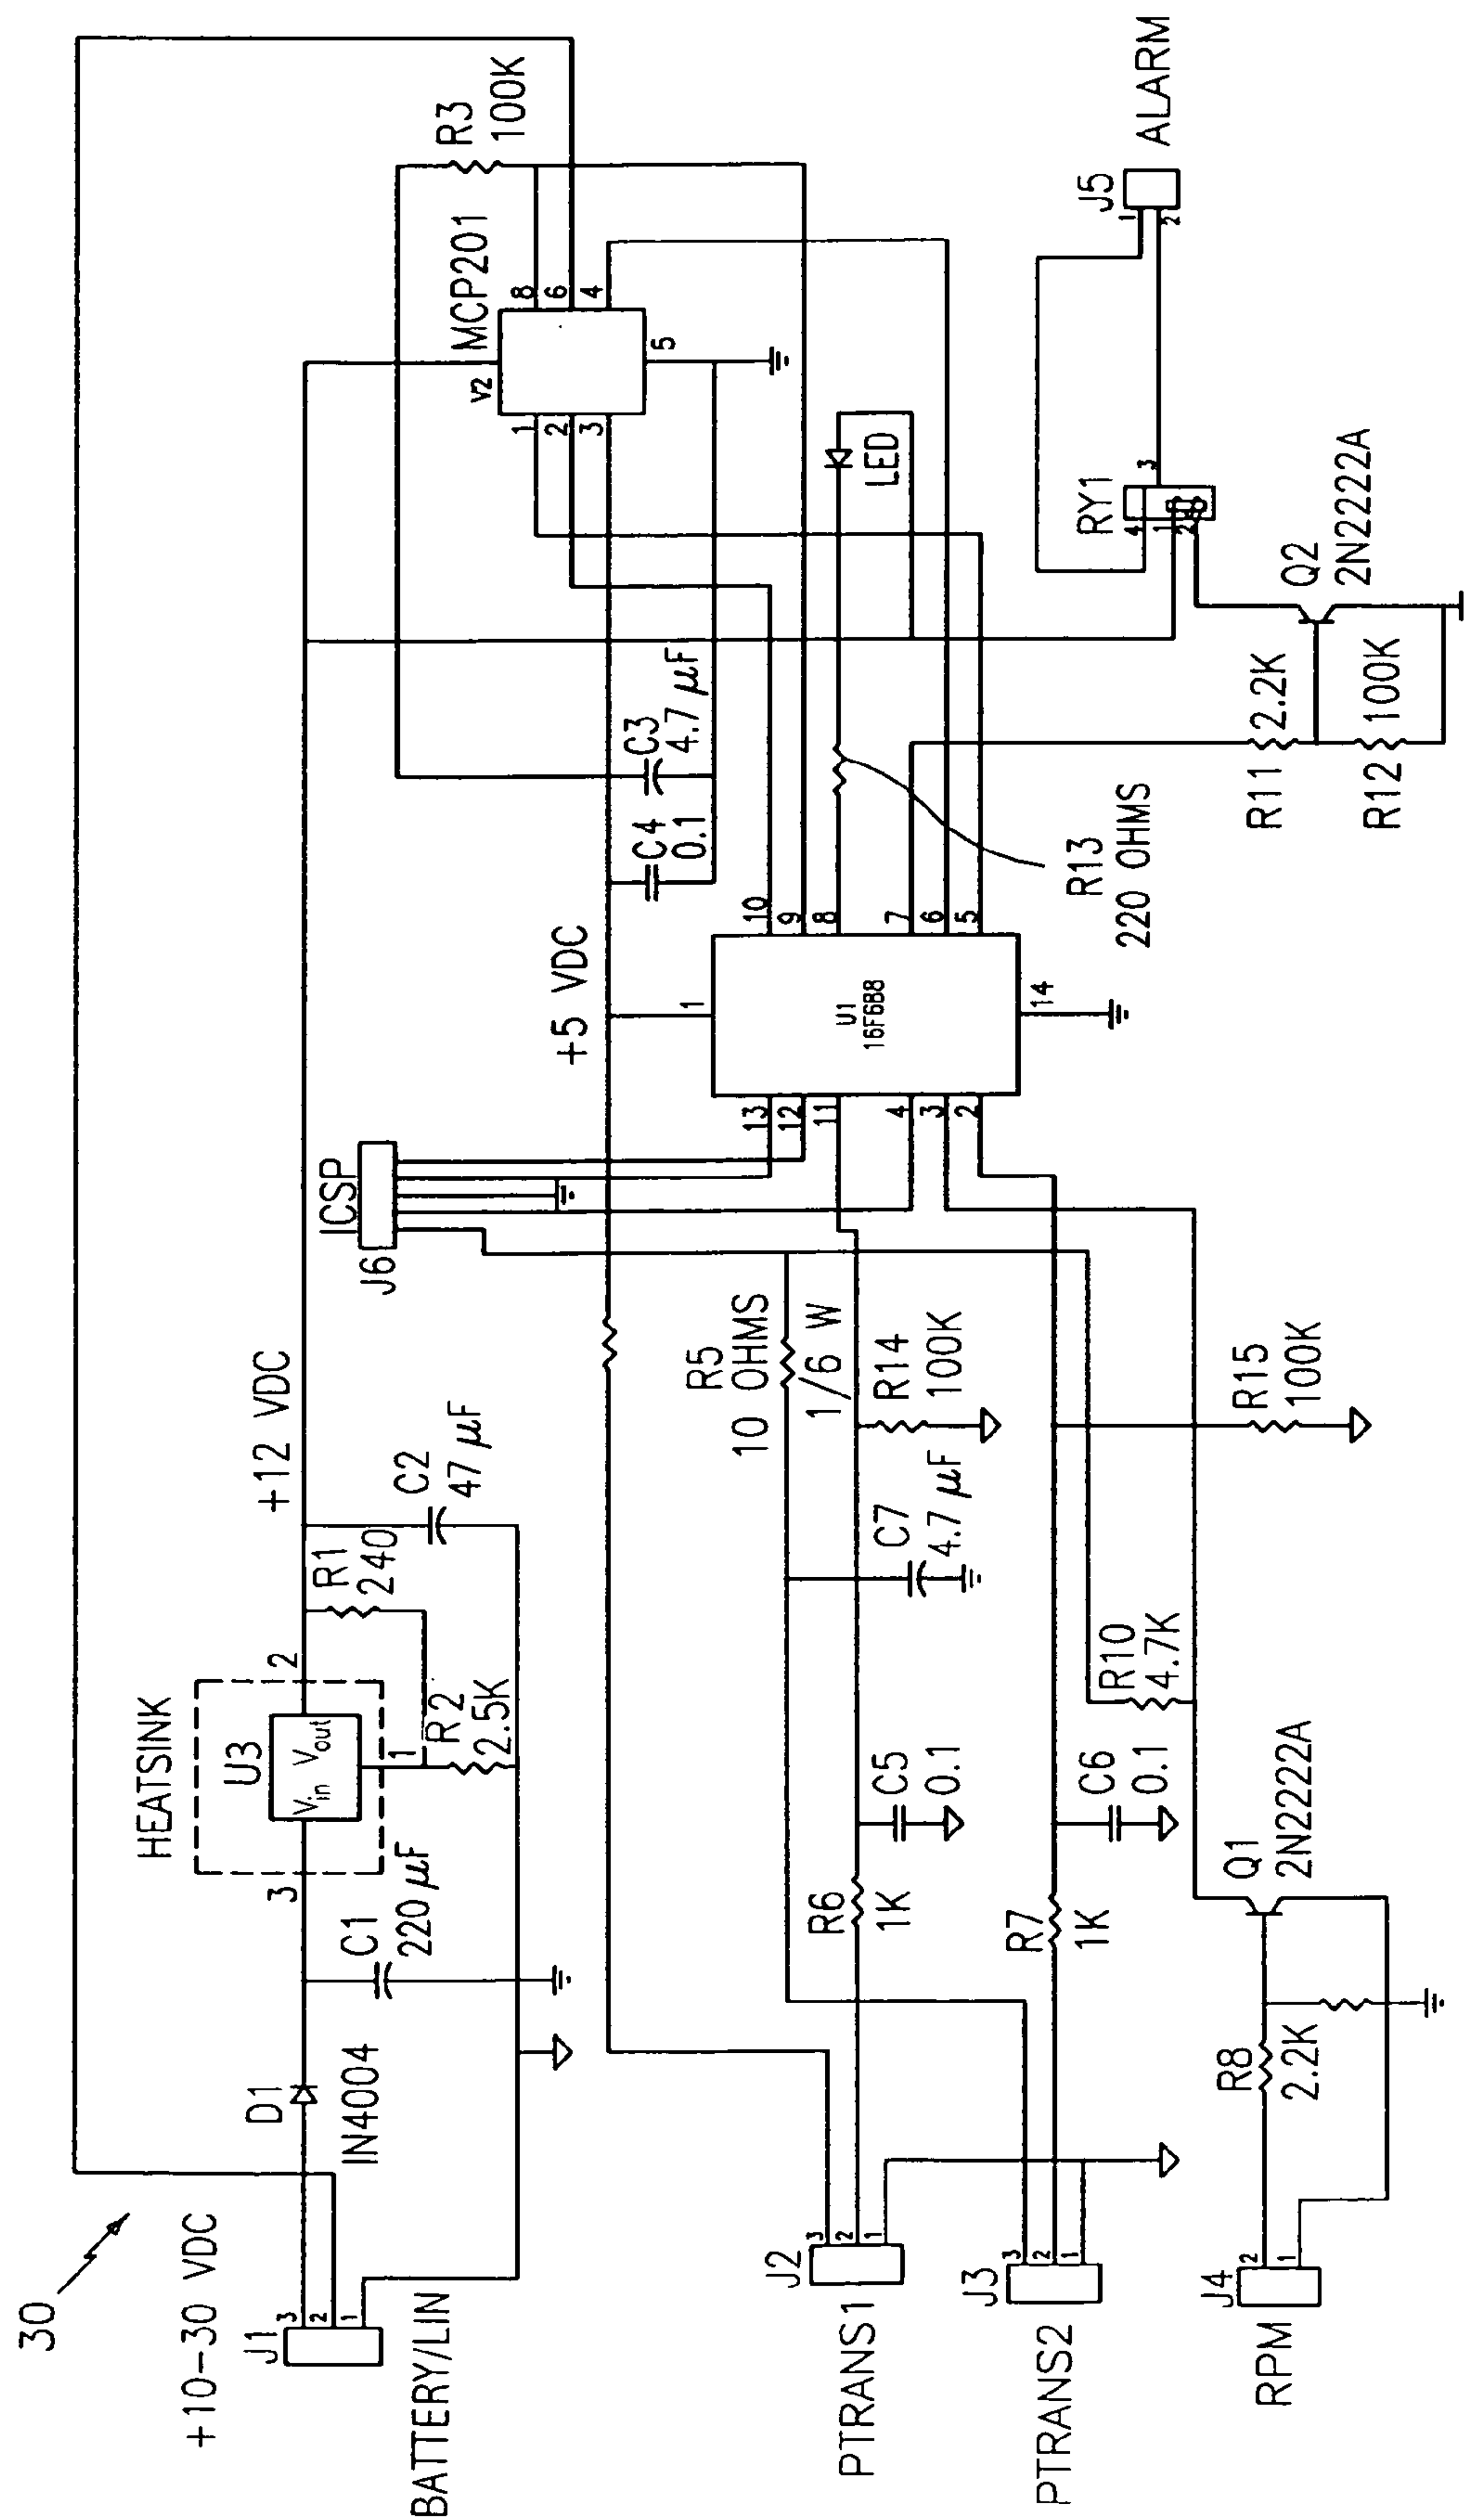 30
+10-30 VDC
J1
3
2
1
BATTERY/LIN
D1
IN4004
C1
220 µF
HEATSINK
U3
Vin Vout
3
2
1
R1
240
R2
2.5K
C2
47 µF
+12 VDC
ICSP
J6
+5 VDC
C4
0.1
C3
4.7 µF
V2
MCP201
1
2
3
8
6
4
5
R3
100K
U1
16F688
1
13
12
11
4
3
2
10
9
8
7
6
5
14
LED
R13
220 OHMS
R5
10 OHMS
1/6 W
R14
100K
C7
4.7 µF
R15
100K
R10
4.7K
C5
0.1
C6
0.1
R6
1K
R7
1K
J2
3
2
1
PTRANS1
J3
3
2
1
PTRANS2
J4
2
1
RPM
R8
2.2K
Q1
2N2222A
R11
2.2K
R12
100K
Q2
2N2222A
RY1
4
1
2
3
J5
1
2
ALARM